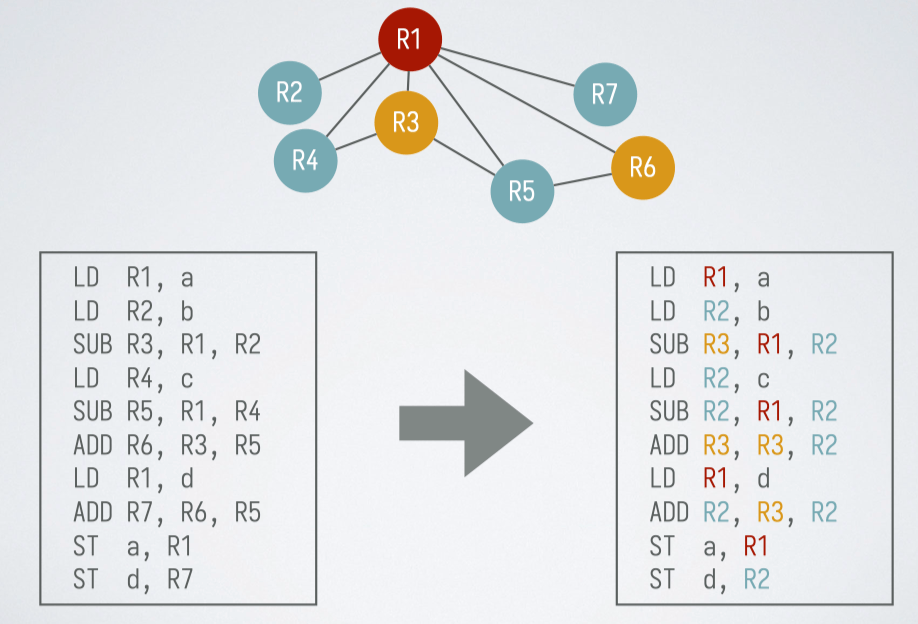 R1
R2
R7
R3
R4
R6
R5
LD R1, a
LD R2, b
SUB R3, R1, R2
LD R4, c
SUB R5, R1, R4
ADD R6, R3, R5
LD R1, d
ADD R7, R6, R5
ST a, R1
ST d, R7
LD R1, a
LD R2, b
SUB R3, R1, R2
LD R2, c
SUB R2, R1, R2
ADD R3, R3, R2
LD R1, d
ADD R2, R3, R2
ST a, R1
ST d, R2